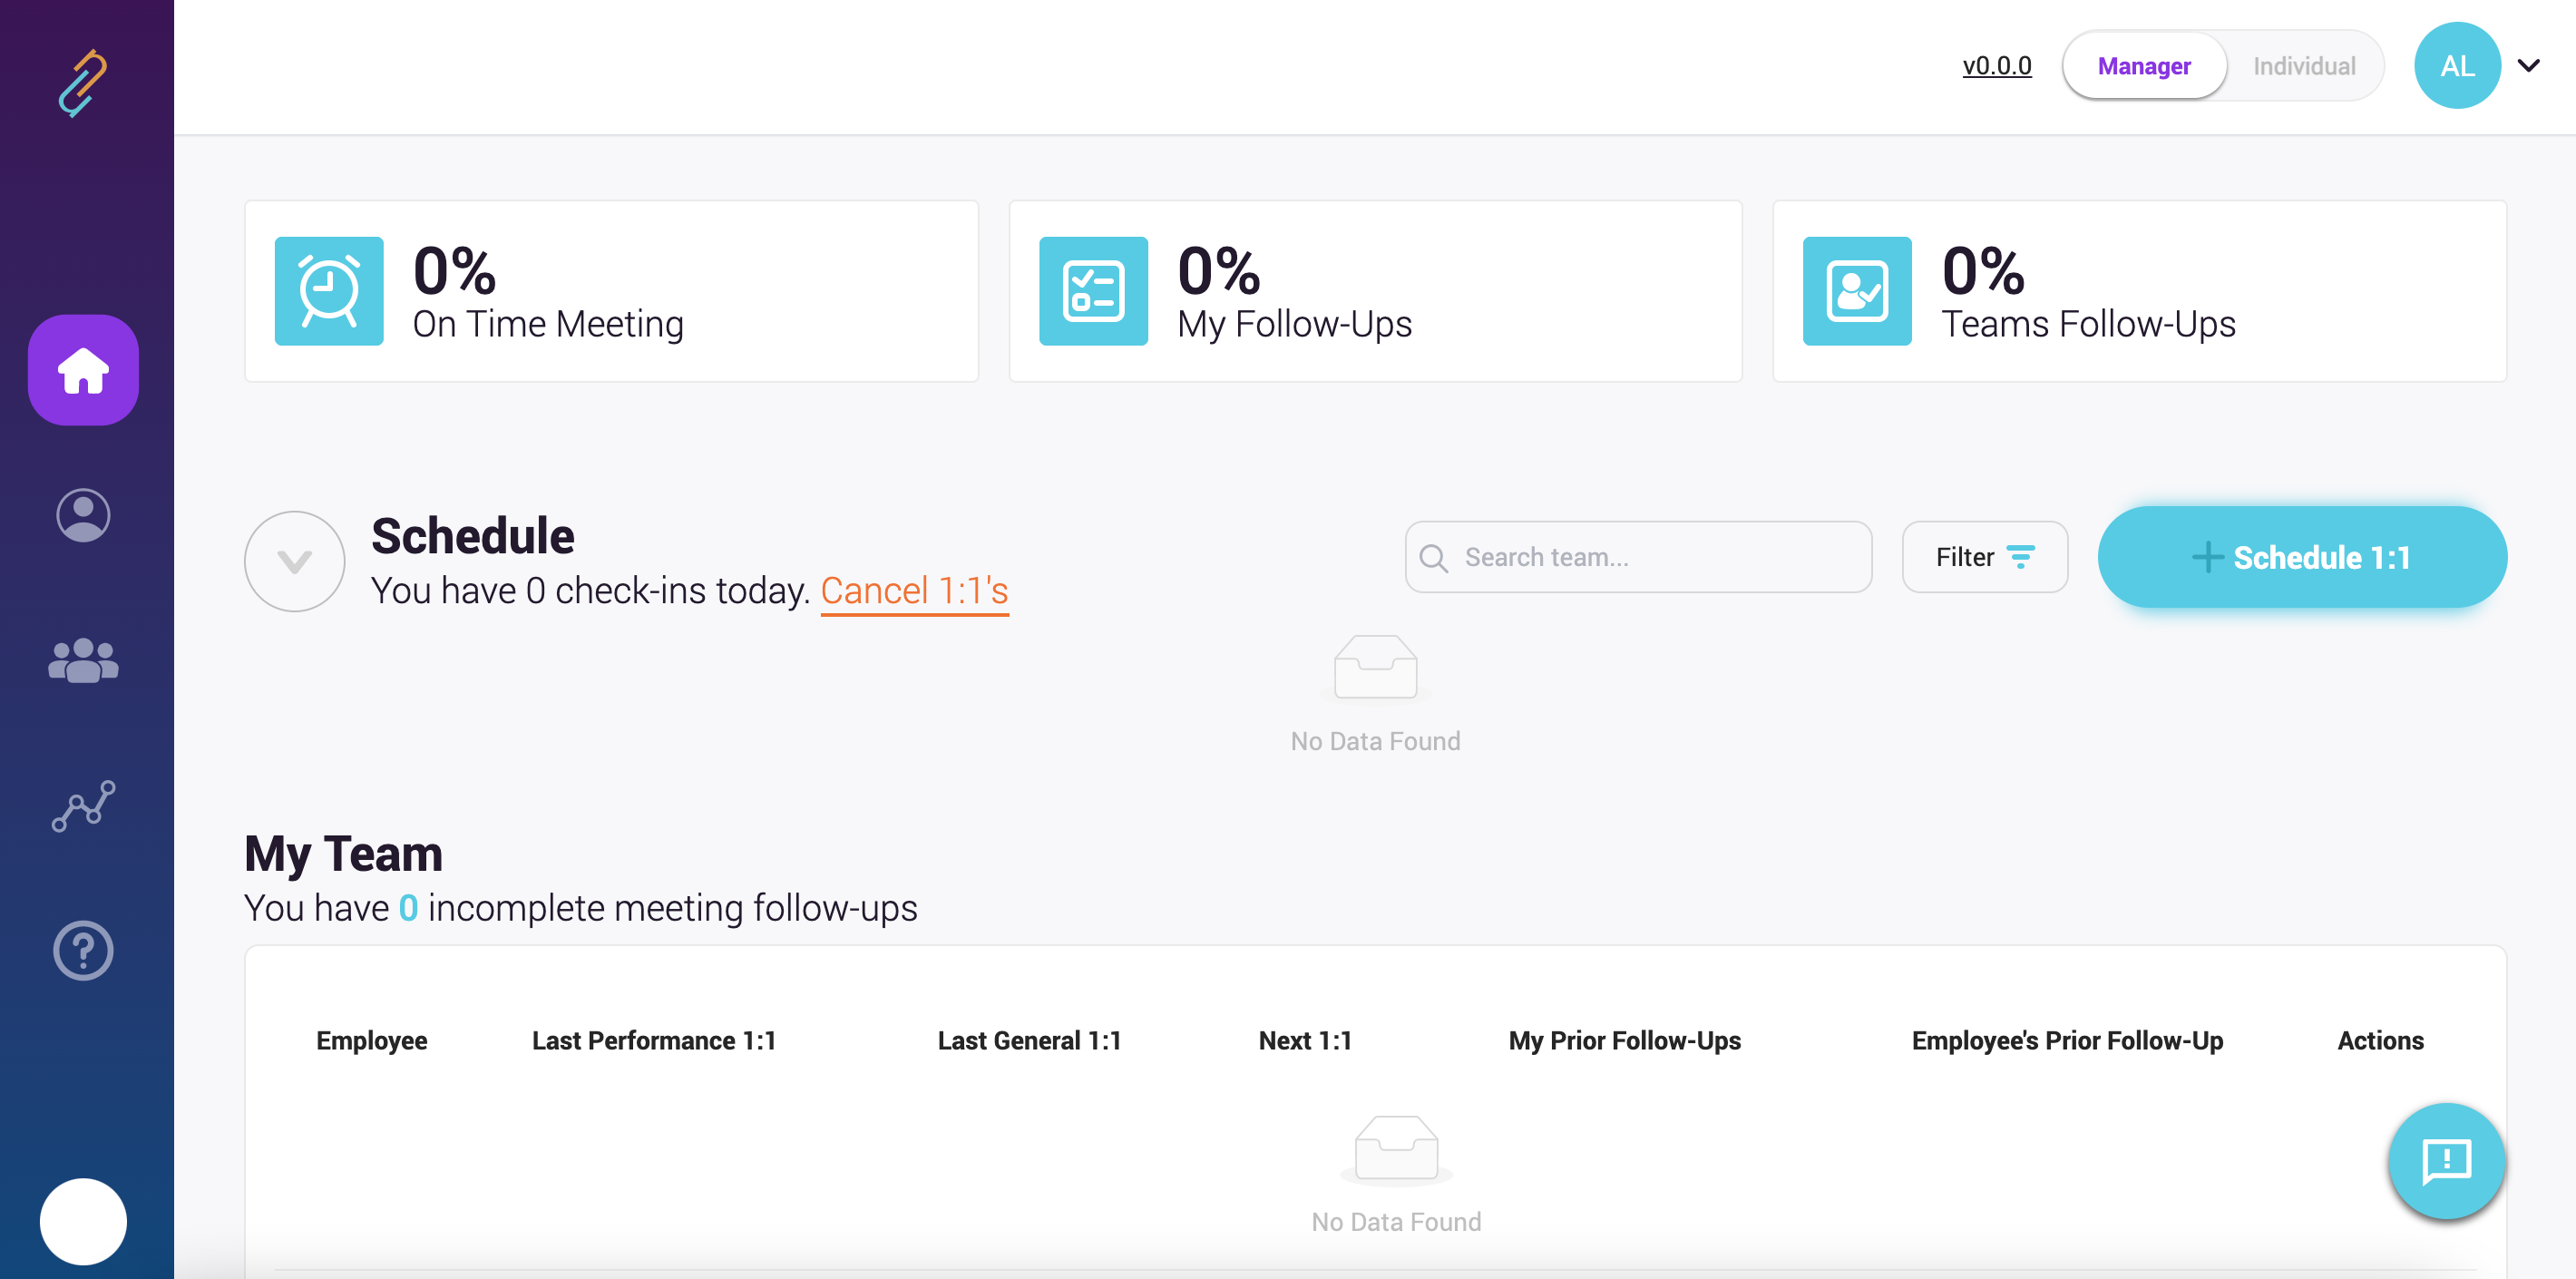 v0.0.0
Manager
Individual
AL
0%
On Time Meeting
0%
My Follow-Ups
0%
Teams Follow-Ups
Schedule
You have 0 check-ins today. Cancel 1:1's
Search team...
Filter
Schedule 1:1
No Data Found
My Team
You have 0 incomplete meeting follow-ups
Employee
Last Performance 1:1
Last General 1:1
Next 1:1
My Prior Follow-Ups
Employee's Prior Follow-Up
Actions
No Data Found